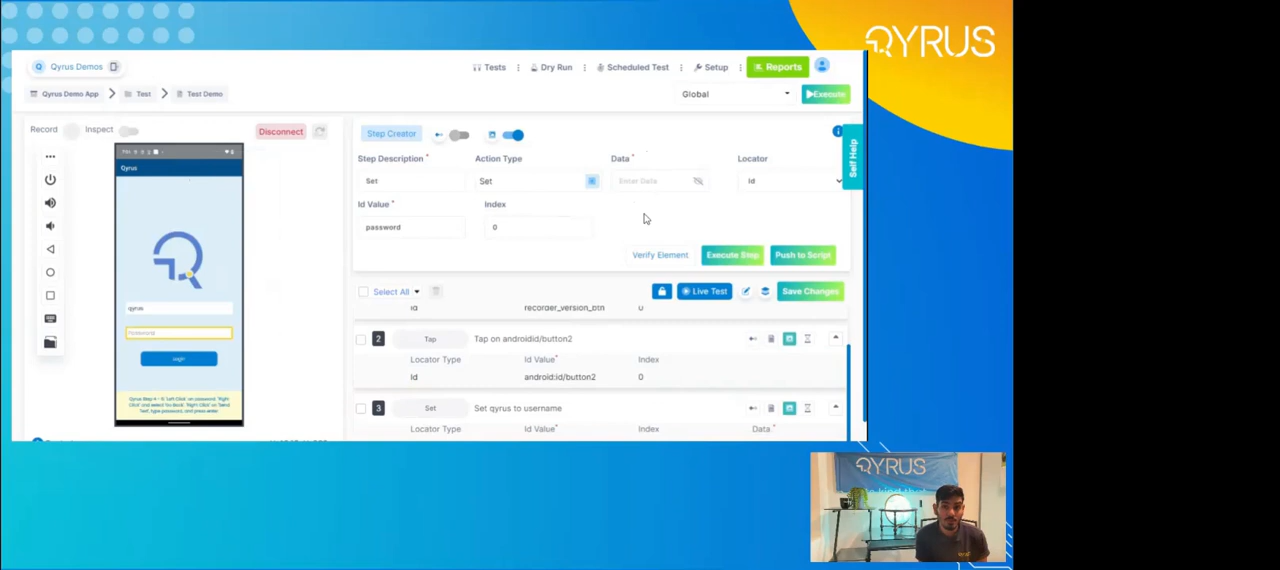 QYRUS
Qyrus Demos
Tests
Dry Run
Scheduled Test
Setup
Reports
Qyrus Demo App
Test
Test Demo
Global
Execute
Record
Inspect
Disconnect
Step Creator
Self Help
Step Description *
Action Type
Data *
Locator
Set
Set
Enter Data
Id
Id Value *
Index
password
0
Verify Element
Execute Step
Push to Script
Select All
Live Test
Save Changes
Id
recorder_version_btn
0
2
Tap
Tap on androidid/button2
Locator Type
Id Value *
Index
Id
android:id/button2
0
3
Set
Set qyrus to username
Locator Type
Id Value *
Index
Data *
Qyrus
qyrus
Password
Login
QYRUS